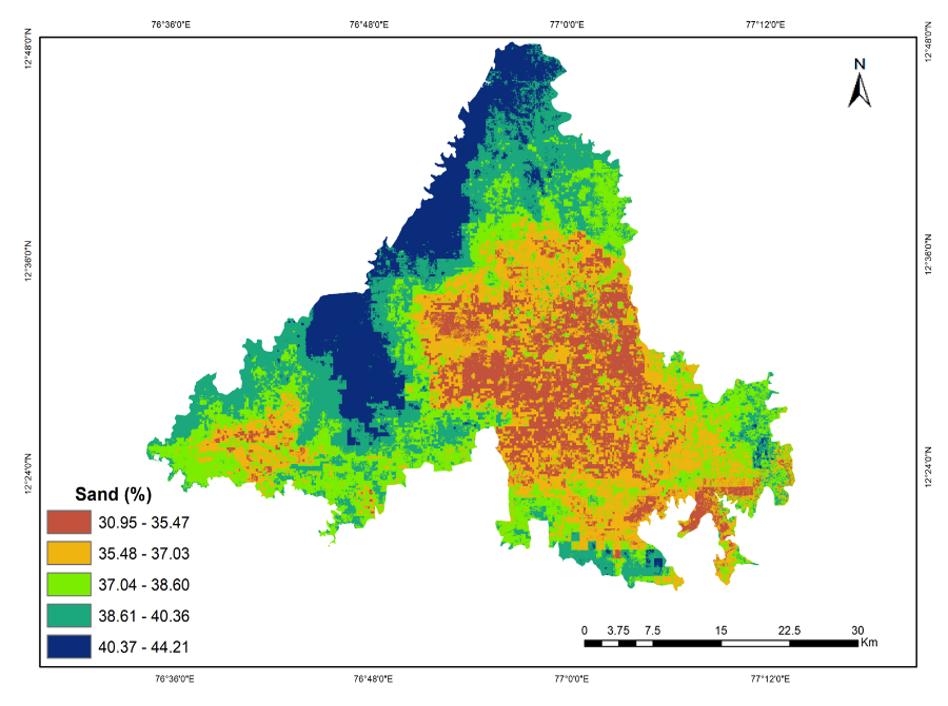 76°36'0"E 76°48'0"E 77°0'0"E 77°12'0"E
12°48'0"N 12°48'0"N
N
12°36'0"N 12°36'0"N
12°24'0"N 12°24'0"N
Sand (%)
30.95 - 35.47
35.48 - 37.03
37.04 - 38.60
38.61 - 40.36
40.37 - 44.21
0 3.75 7.5 15 22.5 30
Km
76°36'0"E 76°48'0"E 77°0'0"E 77°12'0"E